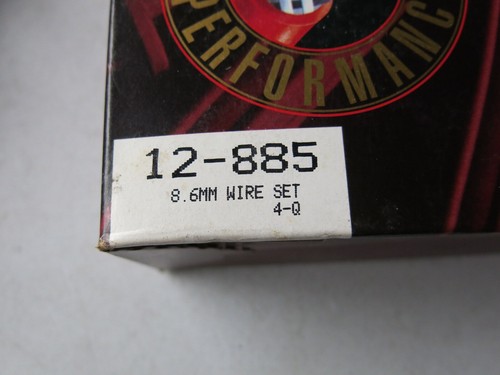 PERFORMANC
12-885
8.6MM WIRE SET
4-Q